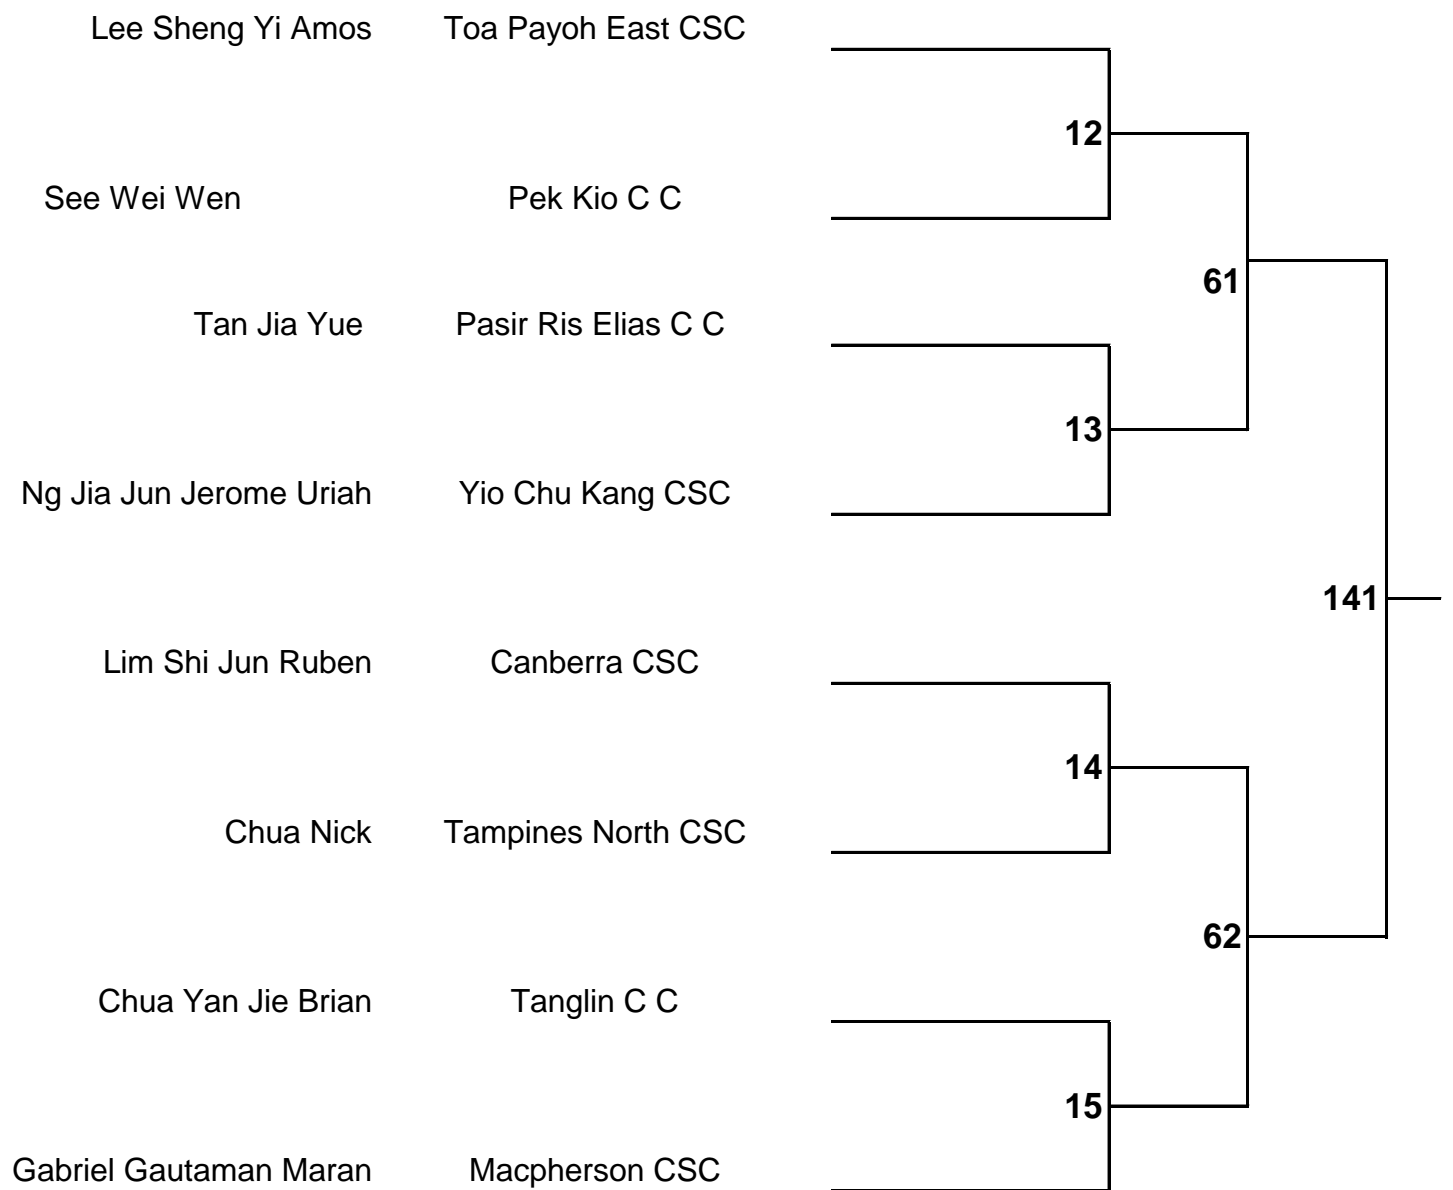 Lee Sheng Yi Amos Toa Payoh East CSC
12
See Wei Wen Pek Kio C C
61
Tan Jia Yue Pasir Ris Elias C C
13
Ng Jia Jun Jerome Uriah Yio Chu Kang CSC
141
Lim Shi Jun Ruben Canberra CSC
14
Chua Nick Tampines North CSC
62
Chua Yan Jie Brian Tanglin C C
15
Gabriel Gautaman Maran Macpherson CSC